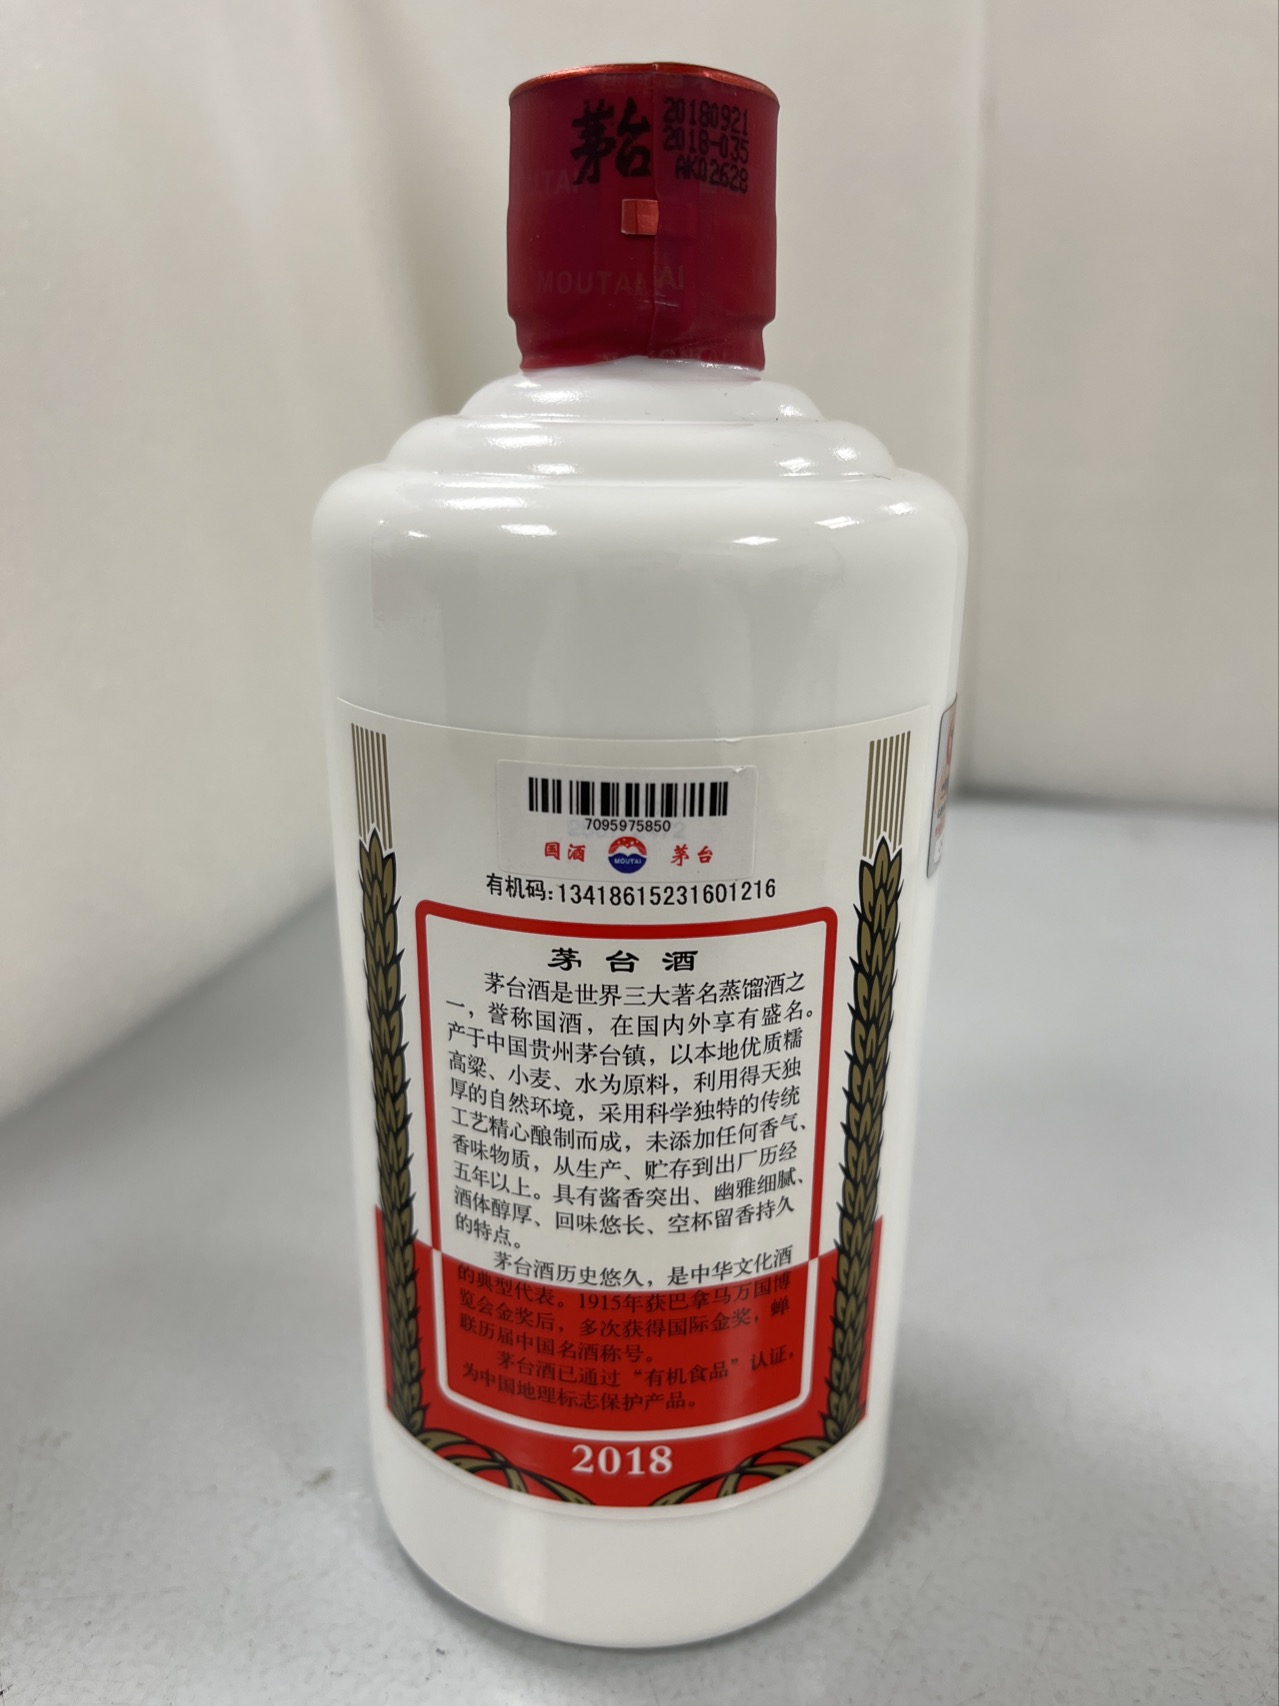 茅台
20180921
2018-035
AK02628
MOUTAI
7095975850
国酒 MOUTAI 茅台
有机码:13418615231601216
茅台酒
茅台酒是世界三大著名蒸馏酒之
一,誉称国酒,在国内外享有盛名。
产于中国贵州茅台镇,以本地优质糯
高粱、小麦、水为原料,利用得天独
厚的自然环境,采用科学独特的传统
工艺精心酿制而成,未添加任何香气、
香味物质,从生产、贮存到出厂历经
五年以上。具有酱香突出、幽雅细腻、
酒体醇厚、回味悠长、空杯留香持久
的特点。
茅台酒历史悠久,是中华文化酒
的典型代表。1915年获巴拿马万国博
览会金奖后,多次获得国际金奖,蝉
联历届中国名酒称号。
茅台酒已通过“有机食品”认证,
为中国地理标志保护产品。
2018